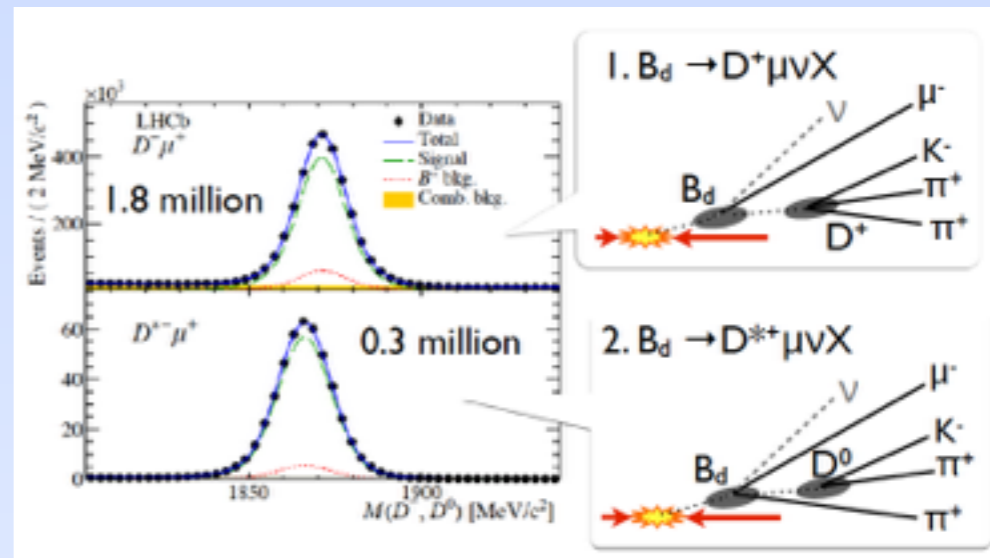 ×10³
LHCb
D⁻μ⁺
1.8 million
Data
Total
Signal
B⁺ bkg.
Comb. bkg.
Events / ( 2 MeV/c² )
400
200
D*⁻μ⁺
0.3 million
60
40
20
0
1850
1900
M(D⁻, D⁰) [MeV/c²]
1. B_d → D⁺μνX
ν
μ-
K-
B_d
π⁺
D⁺
π⁺
2. B_d → D*⁺μνX
ν
μ-
K-
B_d
D⁰
π⁺
π⁺